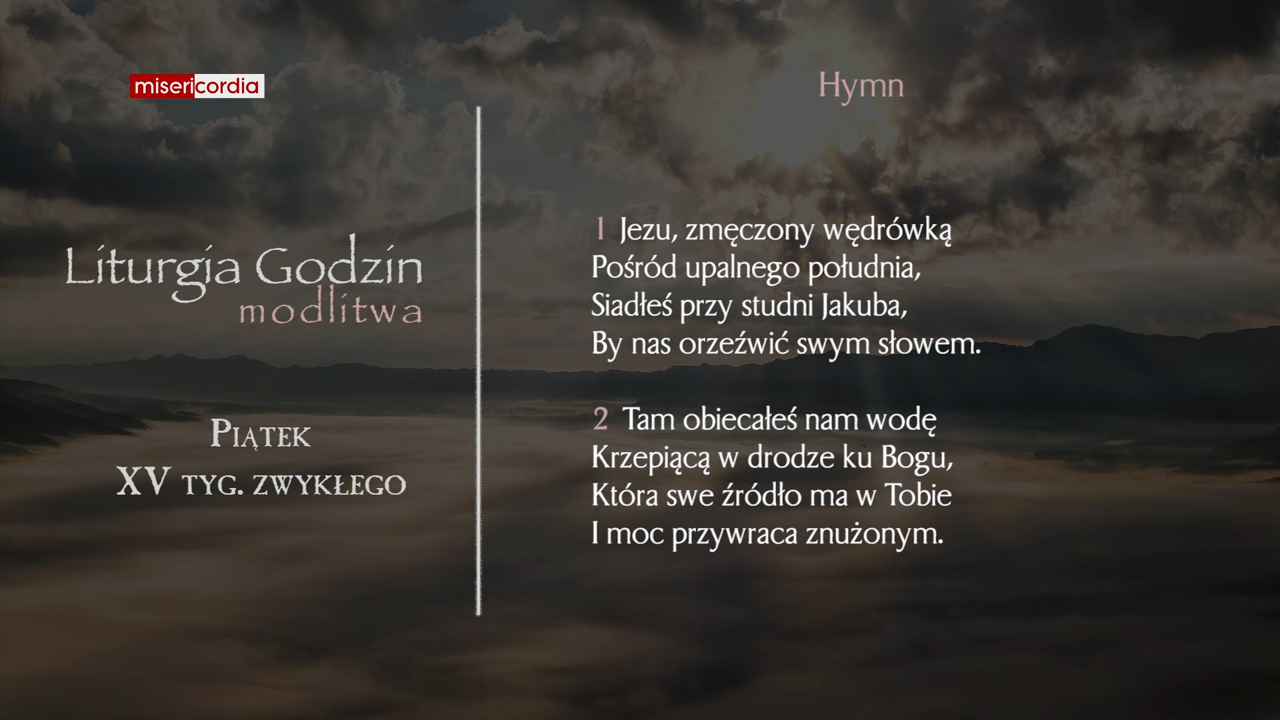 misericordia
Liturgia Godzin
modlitwa
Piątek
XV tyg. zwykłego
Hymn
1 Jezu, zmęczony wędrówką
Pośród upalnego południa,
Siadłeś przy studni Jakuba,
By nas orzeźwić swym słowem.
2 Tam obiecałeś nam wodę
Krzepiącą w drodze ku Bogu,
Która swe źródło ma w Tobie
I moc przywraca znużonym.